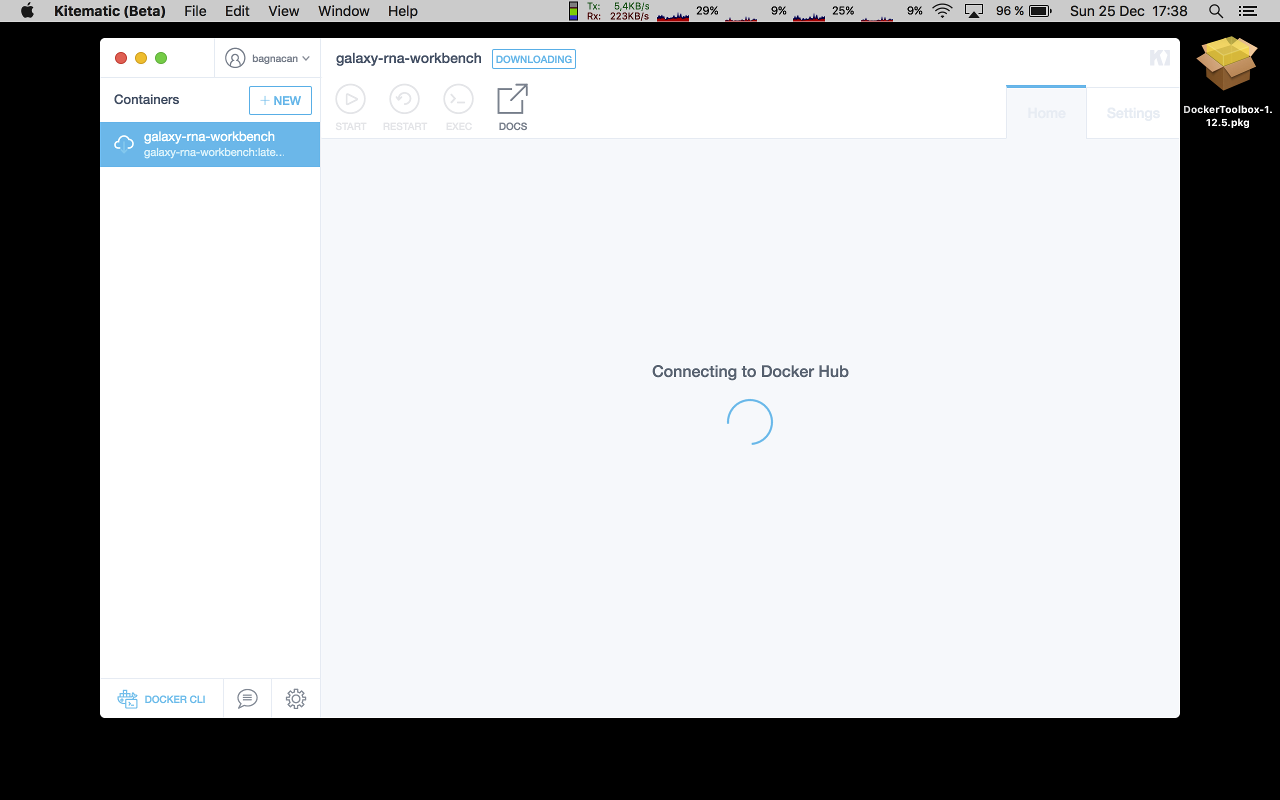 Kitematic (Beta) File Edit View Window Help Tx: 5,4KB/s Rx: 223KB/s 29% 9% 25% 9% 96 % Sun 25 Dec 17:38
bagnacan
galaxy-rna-workbench DOWNLOADING
Containers
+ NEW
START RESTART EXEC DOCS
Home Settings
galaxy-rna-workbench
galaxy-rna-workbench:late...
DockerToolbox-1.
12.5.pkg
Connecting to Docker Hub
DOCKER CLI